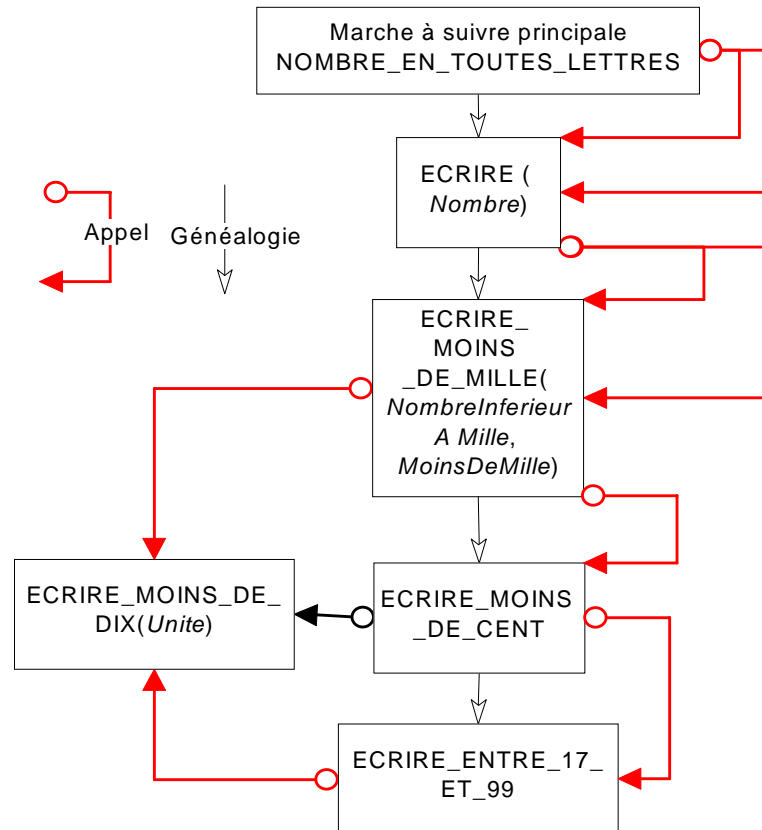 Marche à suivre principale
NOMBRE_EN_TOUTES_LETTRES
ECRIRE (
Nombre)
Appel
Généalogie
ECRIRE_
MOINS
_DE_MILLE(
NombreInferieur
A Mille,
MoinsDeMille)
ECRIRE_MOINS_DE_
DIX(Unite)
ECRIRE_MOINS
_DE_CENT
ECRIRE_ENTRE_17_
ET_99